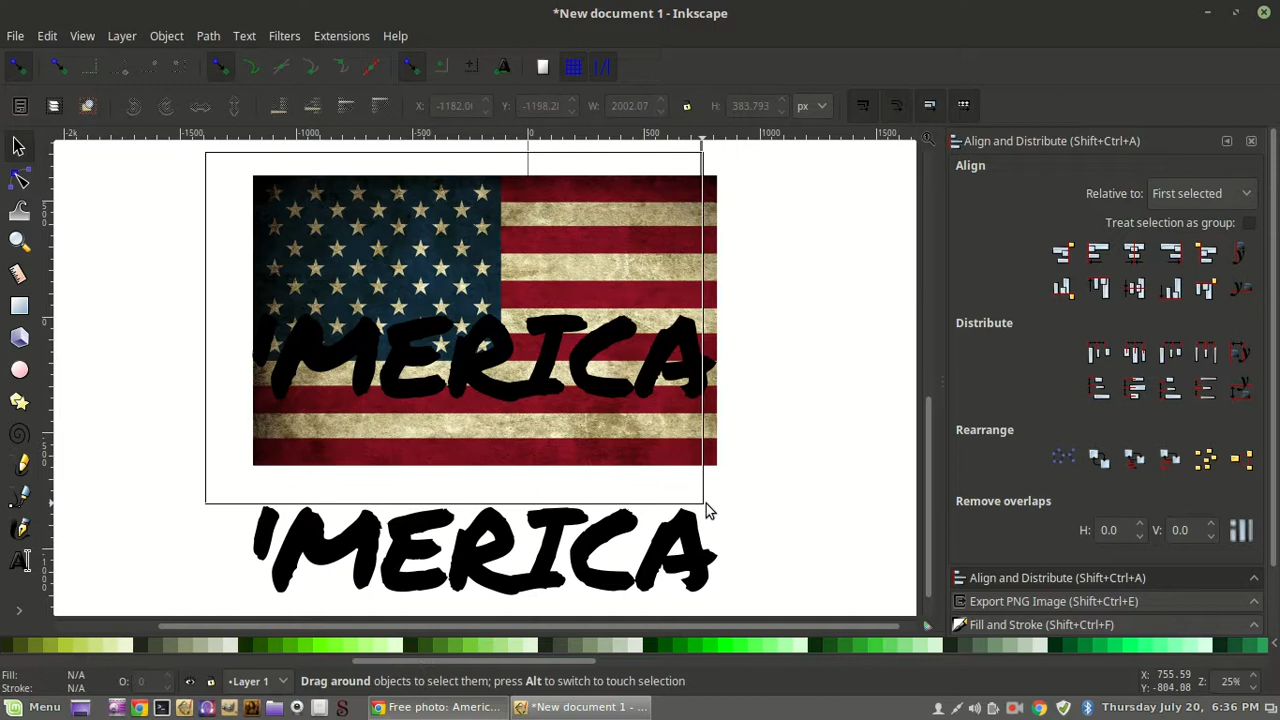 *New document 1 - Inkscape
File Edit View Layer Object Path Text Filters Extensions Help
X: -1182.0 Y: -1198.2 W: 2002.07 H: 383.793 px
-2k -1500 -1000 -500 0 500 1000 1500
Align and Distribute (Shift+Ctrl+A)
Align
Relative to: First selected
Treat selection as group:
Distribute
Rearrange
Remove overlaps
H: 0.0 V: 0.0
Align and Distribute (Shift+Ctrl+A)
Export PNG Image (Shift+Ctrl+E)
Fill and Stroke (Shift+Ctrl+F)
'MERICA
'MERICA
Fill: N/A
Stroke: N/A
O: 0
•Layer 1
Drag around objects to select them; press Alt to switch to touch selection
X: 755.59
Y: -804.08
Z: 25%
Menu
Free photo: Americ...
*New document 1 - ...
Thursday July 20, 6:36 PM